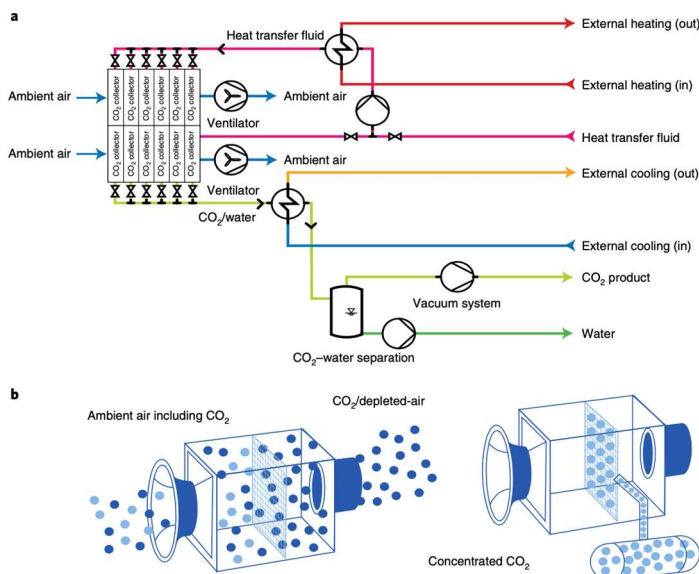 a
Heat transfer fluid
External heating (out)
CO₂ collector CO₂ collector CO₂ collector CO₂ collector CO₂ collector CO₂ collector
Ambient air
Ambient air
External heating (in)
Ventilator
Heat transfer fluid
CO₂ collector CO₂ collector CO₂ collector CO₂ collector CO₂ collector CO₂ collector
Ambient air
Ambient air
External cooling (out)
Ventilator
CO₂/water
External cooling (in)
CO₂ product
Vacuum system
Water
CO₂–water separation
b
Ambient air including CO₂
CO₂/depleted-air
Concentrated CO₂